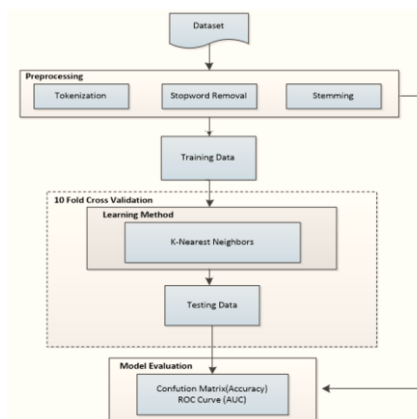 Dataset
Preprocessing
Tokenization
Stopword Removal
Stemming
Training Data
10 Fold Cross Validation
Learning Method
K-Nearest Neighbors
Testing Data
Model Evaluation
Confution Matrix(Accuracy)
ROC Curve (AUC)